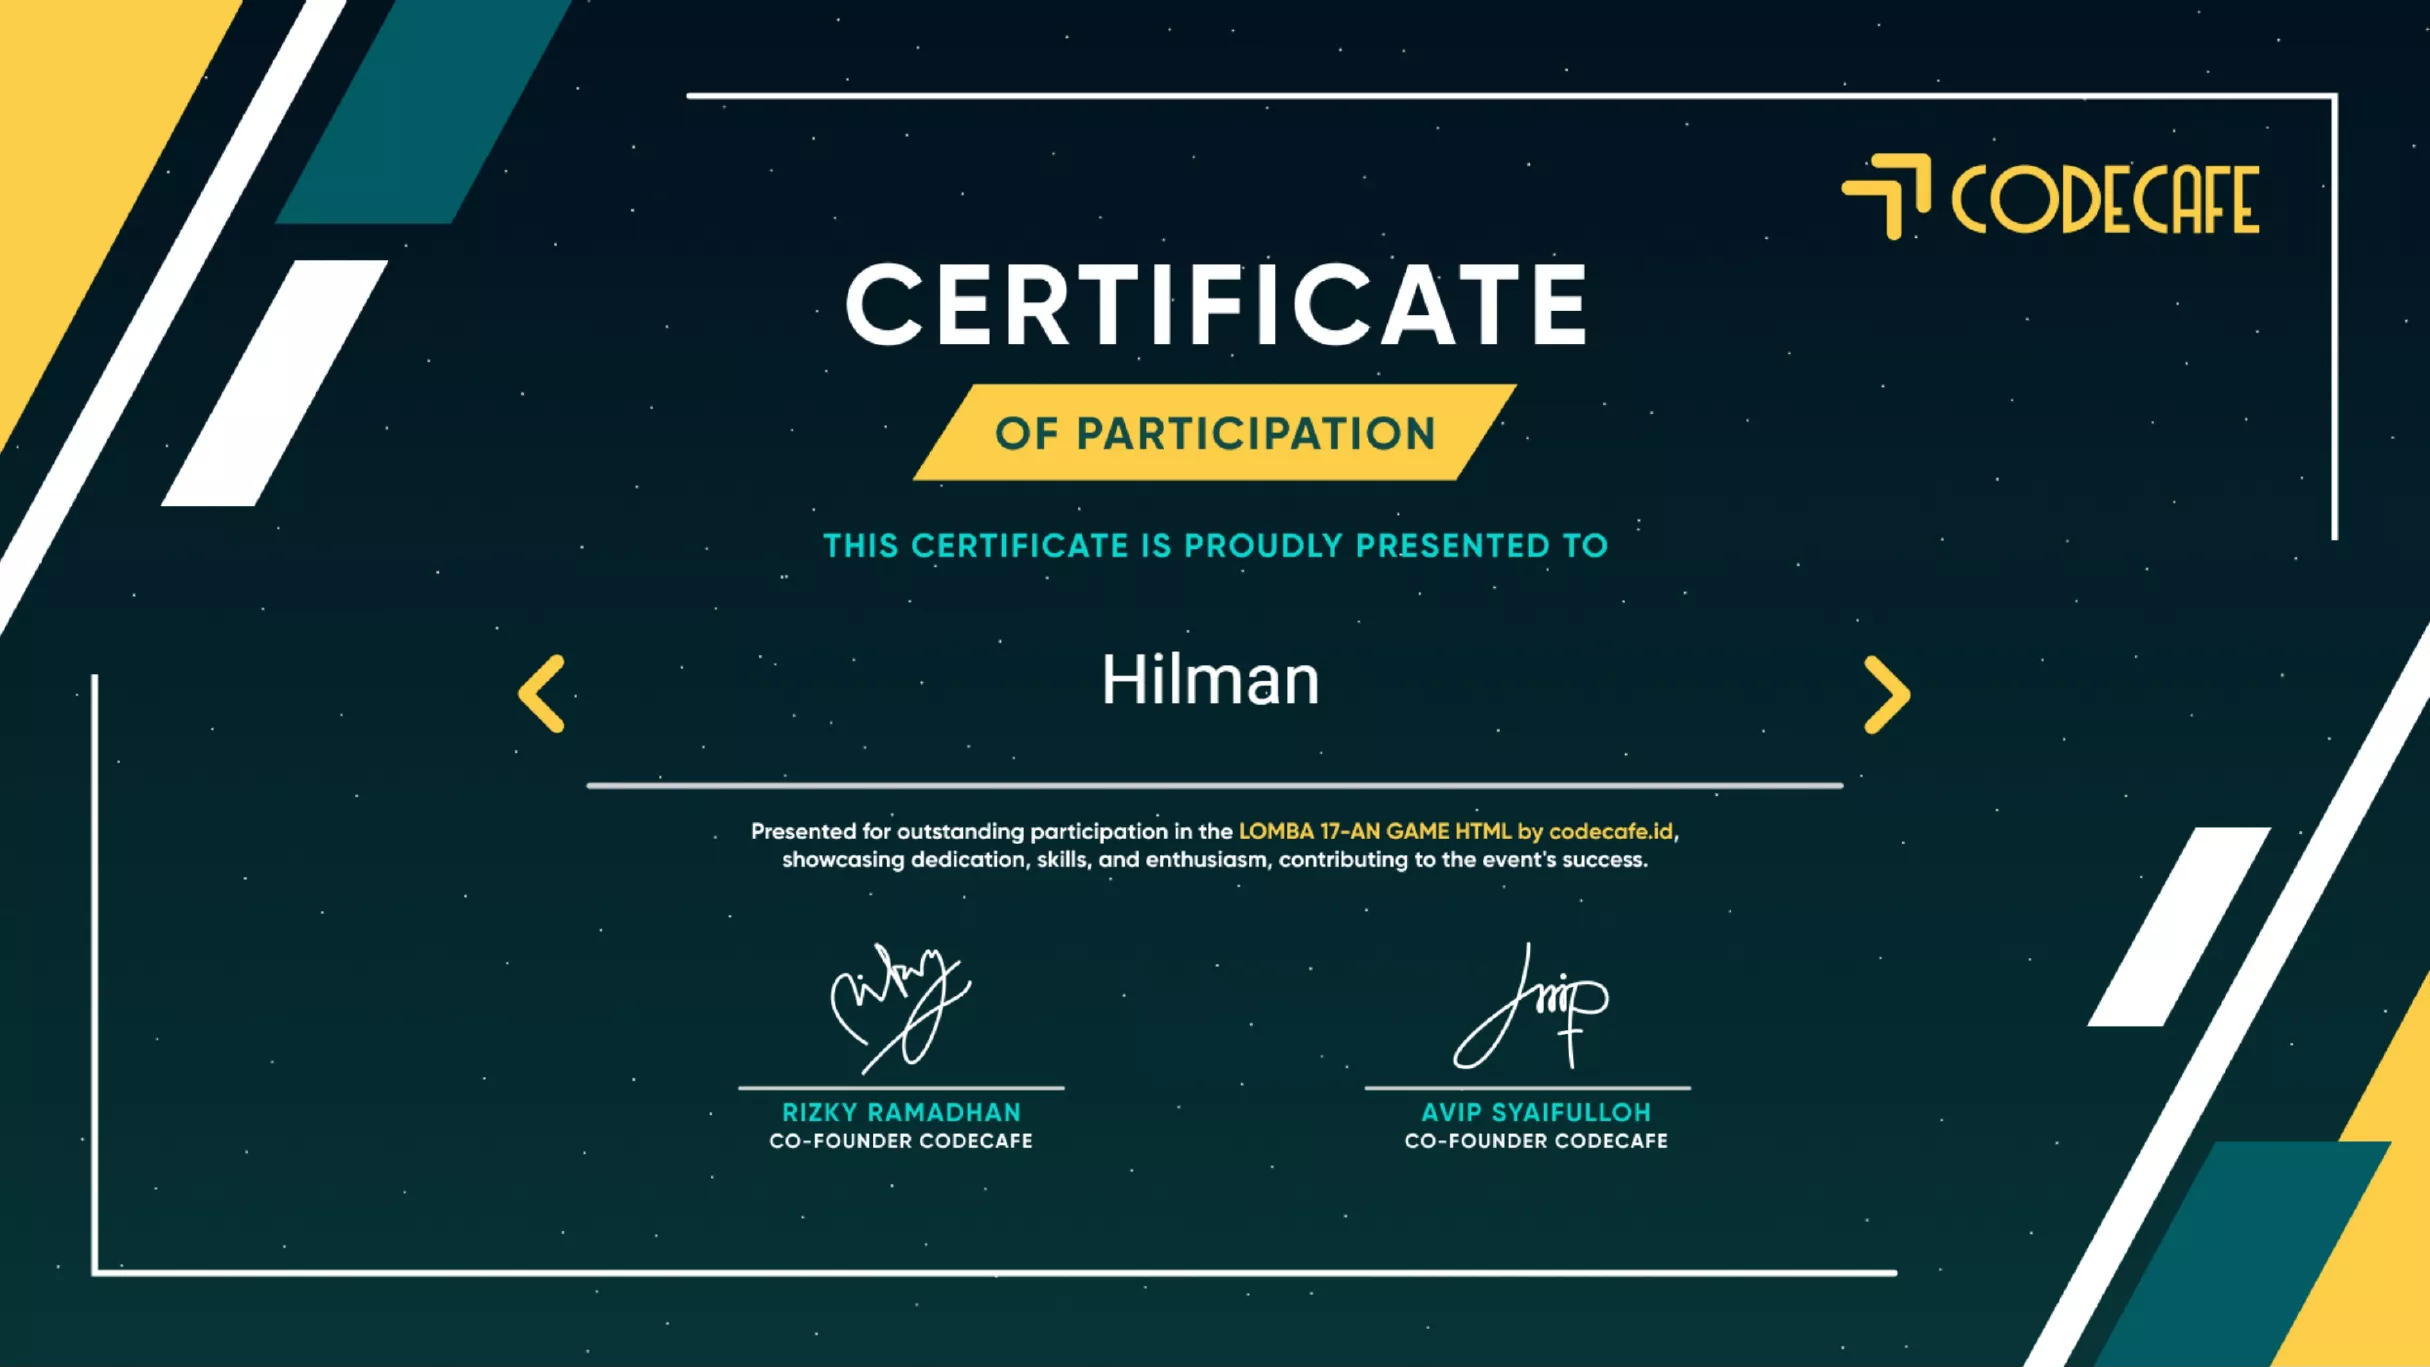 CODECAFE
CERTIFICATE
OF PARTICIPATION
THIS CERTIFICATE IS PROUDLY PRESENTED TO
Hilman
Presented for outstanding participation in the LOMBA 17-AN GAME HTML by codecafe.id,
showcasing dedication, skills, and enthusiasm, contributing to the event's success.
RIZKY RAMADHAN
CO-FOUNDER CODECAFE
AVIP SYAIFULLOH
CO-FOUNDER CODECAFE